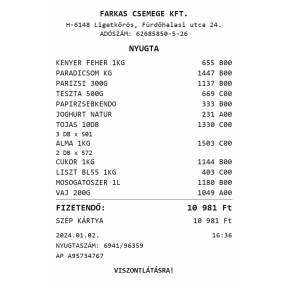 FARKAS CSEMEGE KFT.
H-6148 Ligetkőrös, Fürdőhalasi utca 24.
ADÓSZÁM: 62685850-5-26
NYUGTA
KENYER FEHER 1KG 655 B00
PARADICSOM KG 1447 B00
PARIZSI 300G 1137 B00
TESZTA 500G 669 C00
PAPIRZSEBKENDO 333 B00
JOGHURT NATUR 231 A00
TOJAS 10DB 1330 C00
3 DB x 501
ALMA 1KG 1503 C00
2 DB x 572
CUKOR 1KG 1144 B00
LISZT BL55 1KG 403 C00
MOSOGATOSZER 1L 1180 B00
VAJ 200G 1049 A00
FIZETENDŐ: 10 981 Ft
SZÉP KÁRTYA 10 981 Ft
2024.01.02. 16:36
NYUGTASZÁM: 6941/96359
AP A95734767
VISZONTLÁTÁSRA!